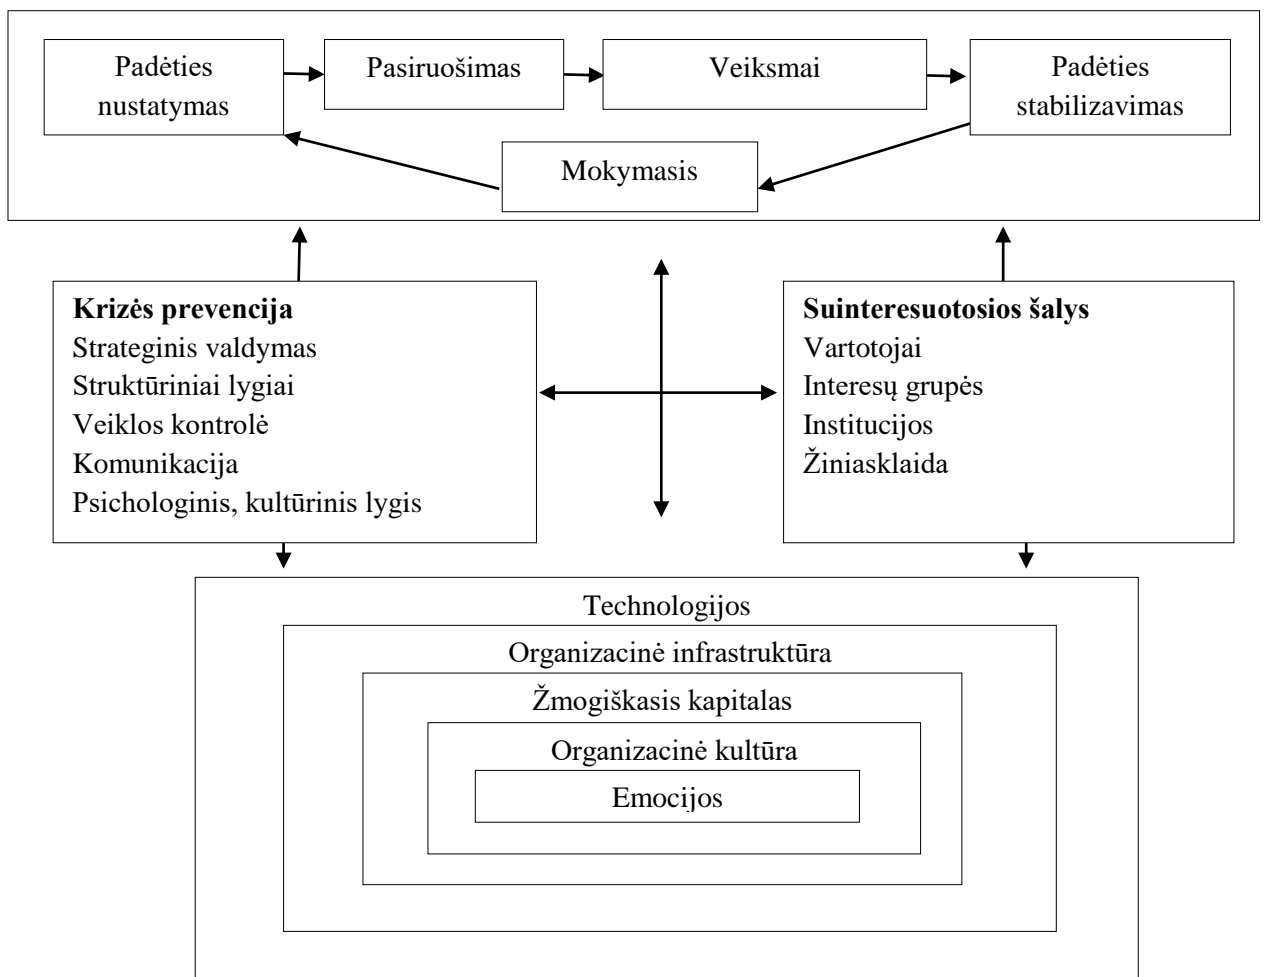 Padėties
nustatymas
Pasiruošimas
Veiksmai
Padėties
stabilizavimas
Mokymasis
Krizės prevencija
Strateginis valdymas
Struktūriniai lygiai
Veiklos kontrolė
Komunikacija
Psichologinis, kultūrinis lygis
Suinteresuotosios šalys
Vartotojai
Interesų grupės
Institucijos
Žiniasklaida
Technologijos
Organizacinė infrastruktūra
Žmogiškasis kapitalas
Organizacinė kultūra
Emocijos